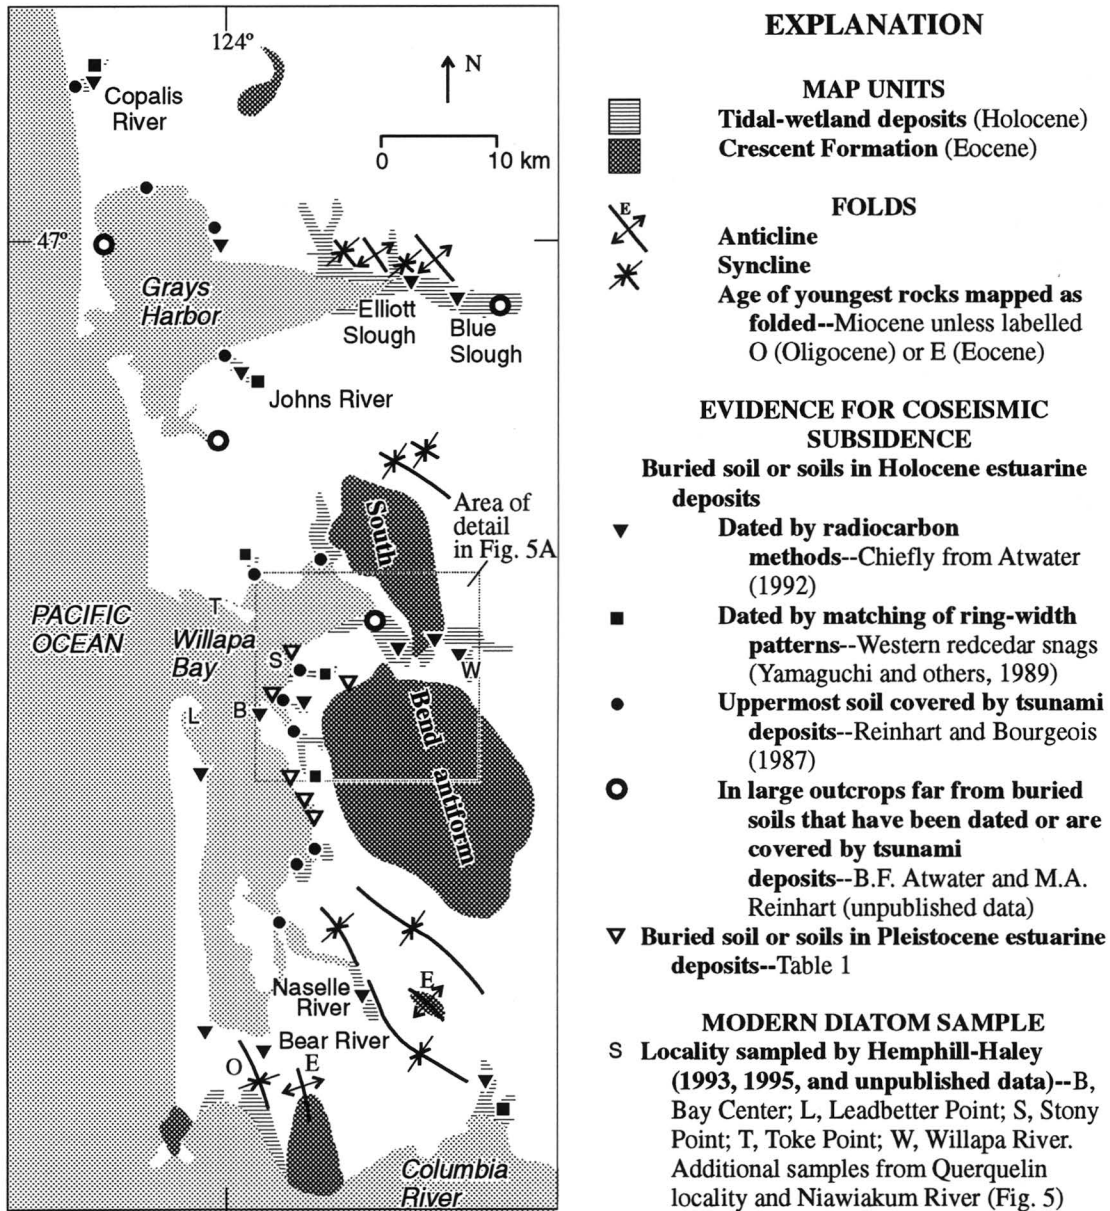 124°
N
Copalis
River
0 10 km
47°
Grays
Harbor
Elliott
Slough
Blue
Slough
Johns River
South
Area of
detail
in Fig. 5A
PACIFIC
OCEAN
T
Willapa
Bay
S
W
B
L
Bend
antiform
Naselle
River
E
Bear River
O
E
Columbia
River
EXPLANATION
MAP UNITS
Tidal-wetland deposits (Holocene)
Crescent Formation (Eocene)
FOLDS
E
Anticline
Syncline
Age of youngest rocks mapped as
folded--Miocene unless labelled
O (Oligocene) or E (Eocene)
EVIDENCE FOR COSEISMIC
SUBSIDENCE
Buried soil or soils in Holocene estuarine
deposits
Dated by radiocarbon
methods--Chiefly from Atwater
(1992)
Dated by matching of ring-width
patterns--Western redcedar snags
(Yamaguchi and others, 1989)
Uppermost soil covered by tsunami
deposits--Reinhart and Bourgeois
(1987)
In large outcrops far from buried
soils that have been dated or are
covered by tsunami
deposits--B.F. Atwater and M.A.
Reinhart (unpublished data)
Buried soil or soils in Pleistocene estuarine
deposits--Table 1
MODERN DIATOM SAMPLE
S Locality sampled by Hemphill-Haley
(1993, 1995, and unpublished data)--B,
Bay Center; L, Leadbetter Point; S, Stony
Point; T, Toke Point; W, Willapa River.
Additional samples from Querquelin
locality and Niawiakum River (Fig. 5)